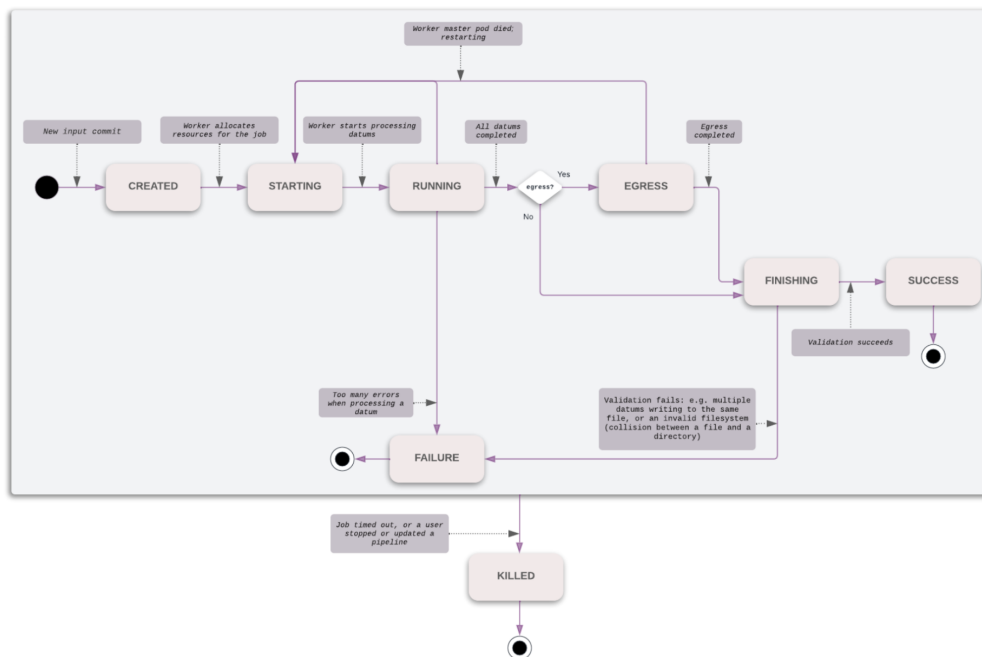 Worker master pod died;
restarting
New input commit
Worker allocates
resources for the job
Worker starts processing
datums
All datums
completed
Egress
completed
CREATED
STARTING
RUNNING
egress?
Yes
No
EGRESS
FINISHING
SUCCESS
Validation succeeds
Too many errors
when processing a
datum
Validation fails: e.g. multiple
datums writing to the same
file, or an invalid filesystem
(collision between a file and a
directory)
FAILURE
Job timed out, or a user
stopped or updated a
pipeline
KILLED